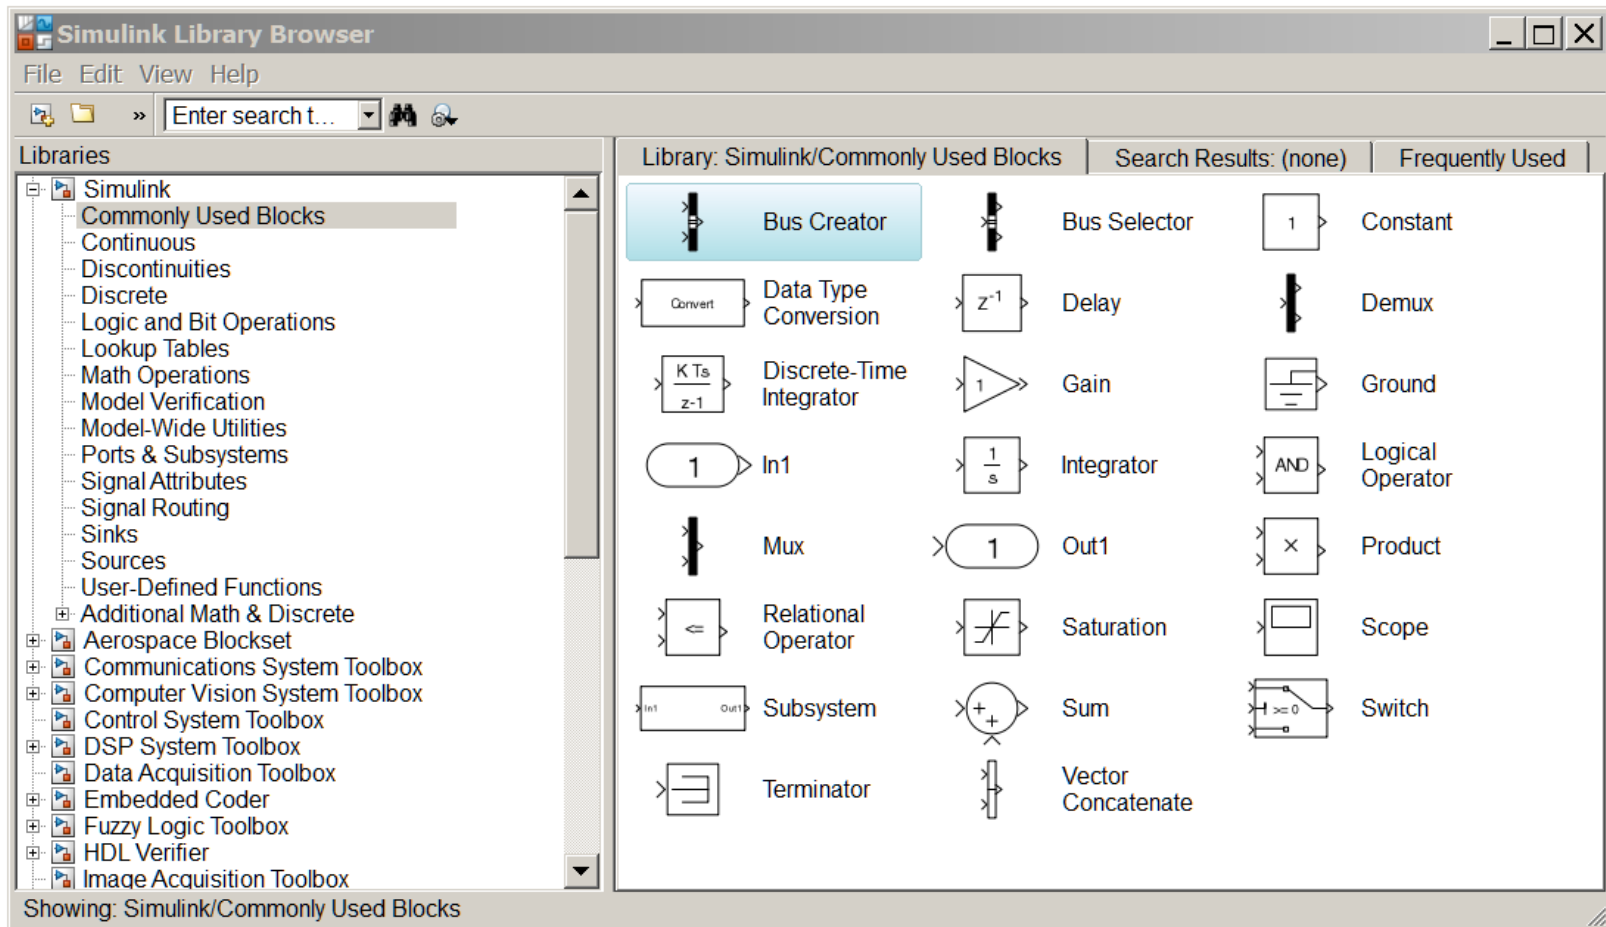 Simulink Library Browser
File Edit View Help
» Enter search t...
Libraries
Simulink
Commonly Used Blocks
Continuous
Discontinuities
Discrete
Logic and Bit Operations
Lookup Tables
Math Operations
Model Verification
Model-Wide Utilities
Ports & Subsystems
Signal Attributes
Signal Routing
Sinks
Sources
User-Defined Functions
Additional Math & Discrete
Aerospace Blockset
Communications System Toolbox
Computer Vision System Toolbox
Control System Toolbox
DSP System Toolbox
Data Acquisition Toolbox
Embedded Coder
Fuzzy Logic Toolbox
HDL Verifier
Image Acquisition Toolbox
Library: Simulink/Commonly Used Blocks
Search Results: (none)
Frequently Used
Bus Creator
Bus Selector
1
Constant
Convert
Data Type
Conversion
z-1
Delay
Demux
K Ts
z-1
Discrete-Time
Integrator
1
Gain
Ground
1
In1
1
s
Integrator
AND
Logical
Operator
Mux
1
Out1
×
Product
<=
Relational
Operator
Saturation
Scope
In1 Out1
Subsystem
+
+
Sum
>= 0
Switch
Terminator
Vector
Concatenate
Showing: Simulink/Commonly Used Blocks